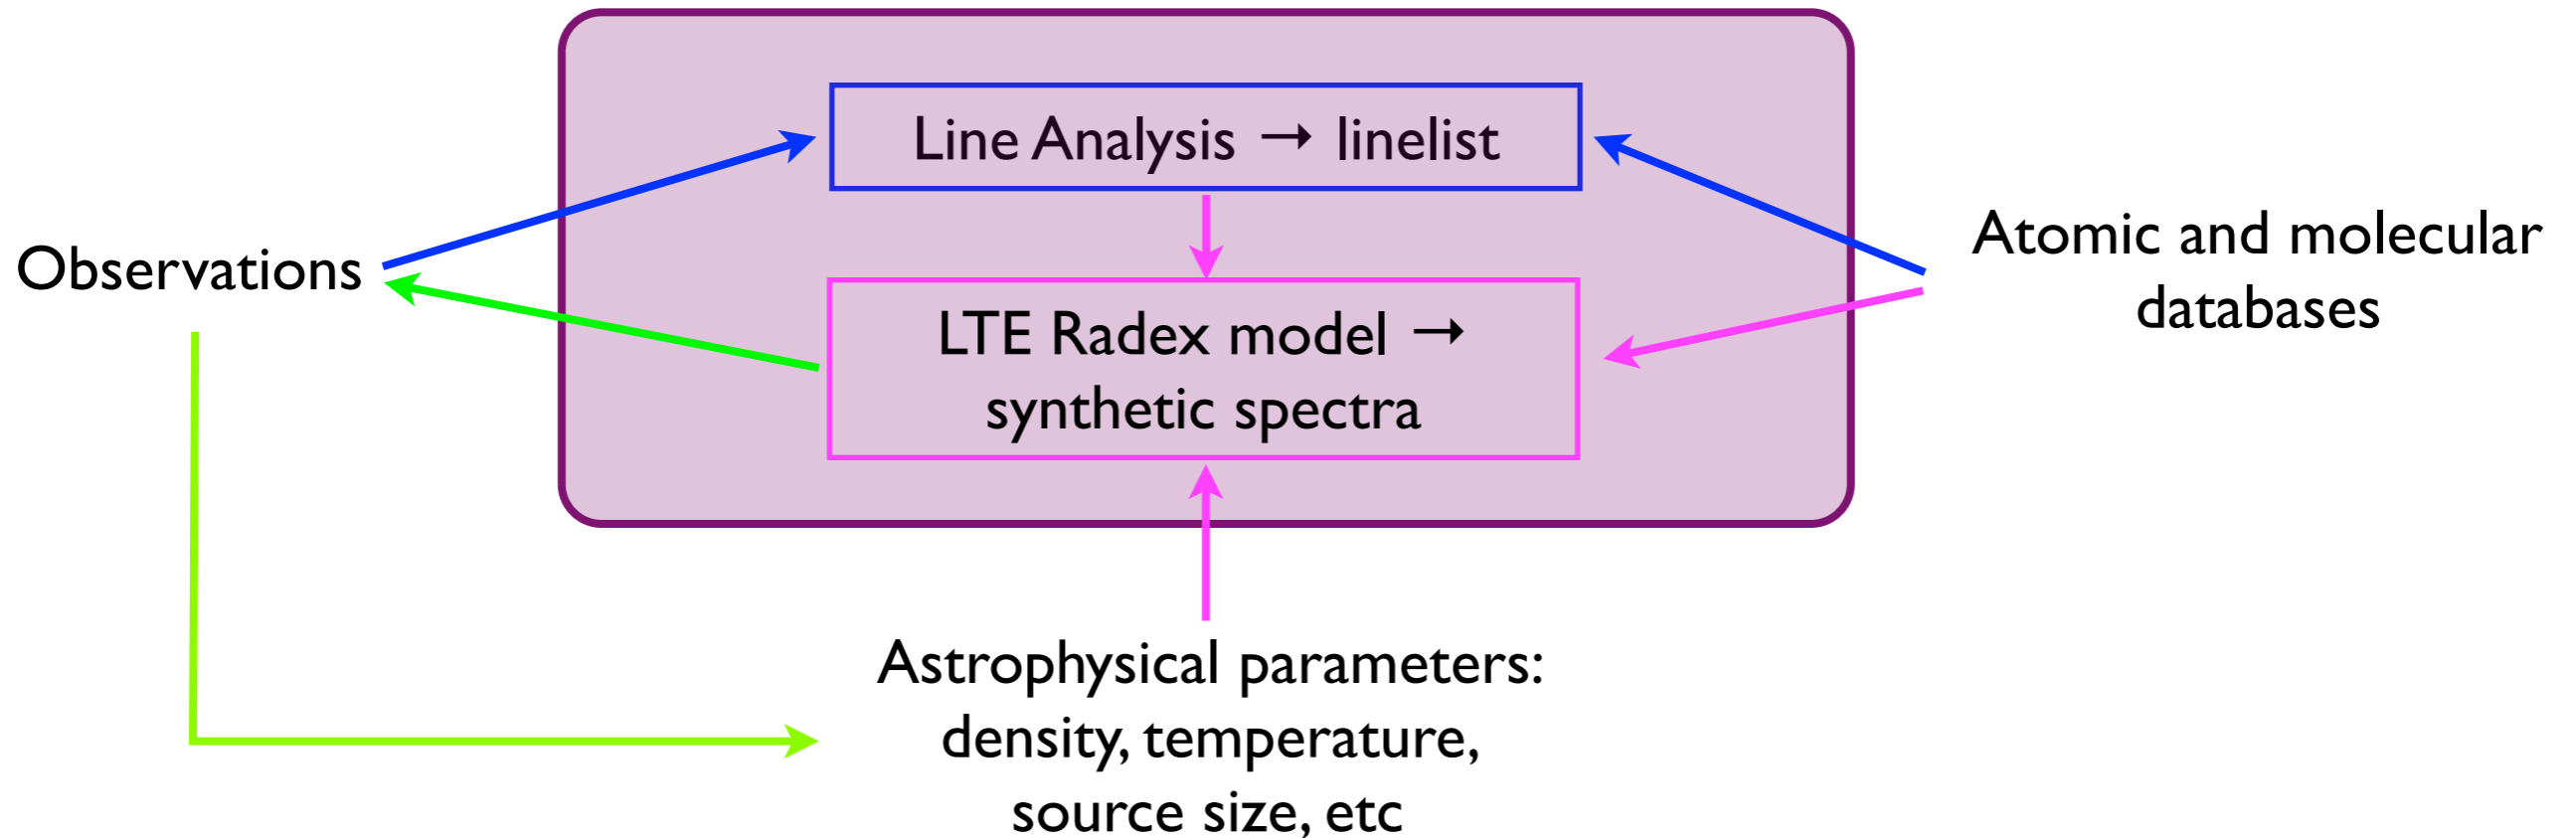 Line Analysis → linelist
Observations
LTE Radex model →
synthetic spectra
Atomic and molecular
databases
Astrophysical parameters:
density, temperature,
source size, etc